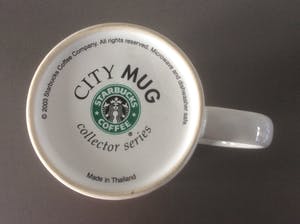 © 2003 Starbucks Coffee Company. All rights reserved. Microwave and dishwasher safe
CITY MUG
STARBUCKS
COFFEE
®
collector series
Made in Thailand